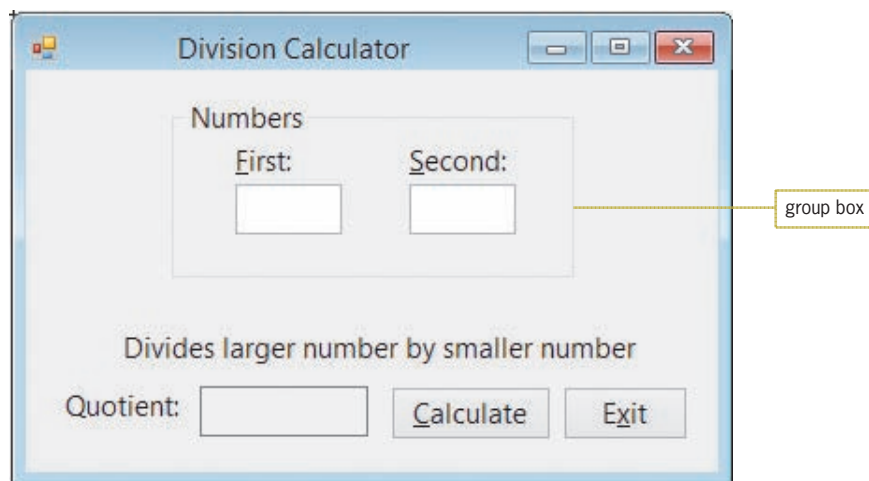 Division Calculator
Numbers
First: Second:
group box
Divides larger number by smaller number
Quotient: Calculate Exit